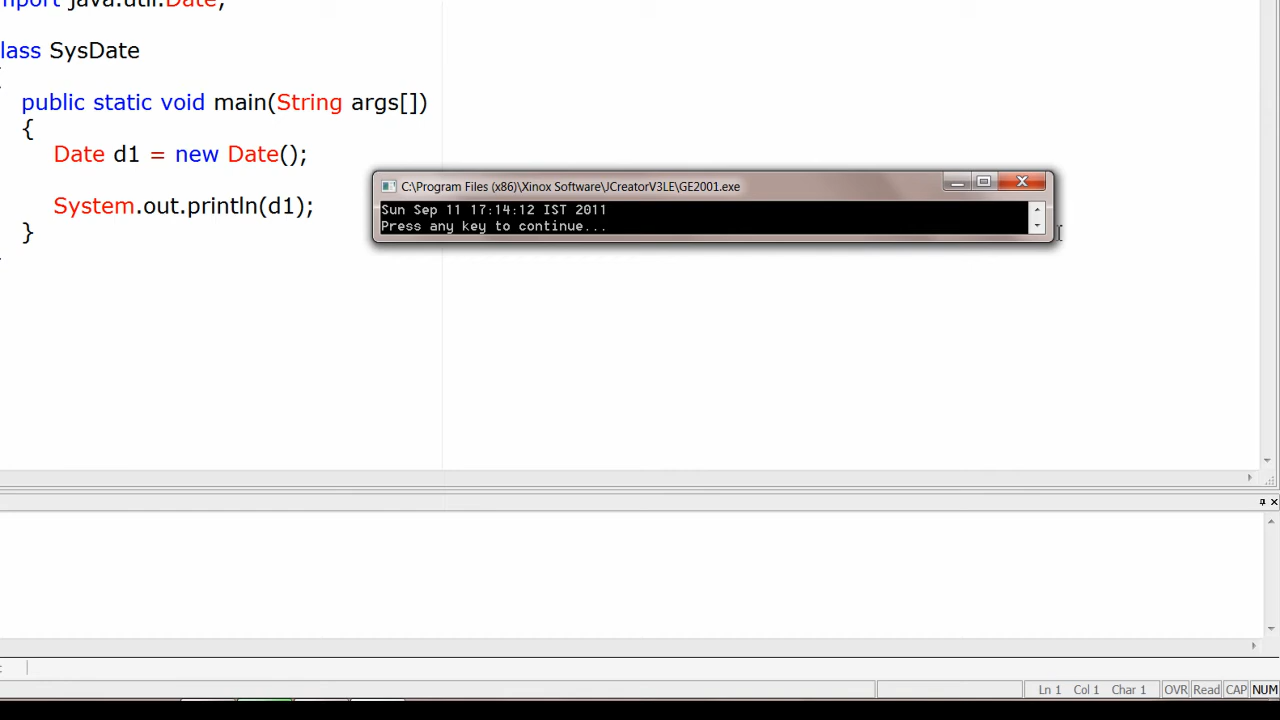 mport java.util.Date;
lass SysDate
public static void main(String args[])
{
Date d1 = new Date();
System.out.println(d1);
}
C:\Program Files (x86)\Xinox Software\JCreatorV3LE\GE2001.exe
Sun Sep 11 17:14:12 IST 2011
Press any key to continue...
Ln 1 Col 1 Char 1 OVR Read CAP NUM